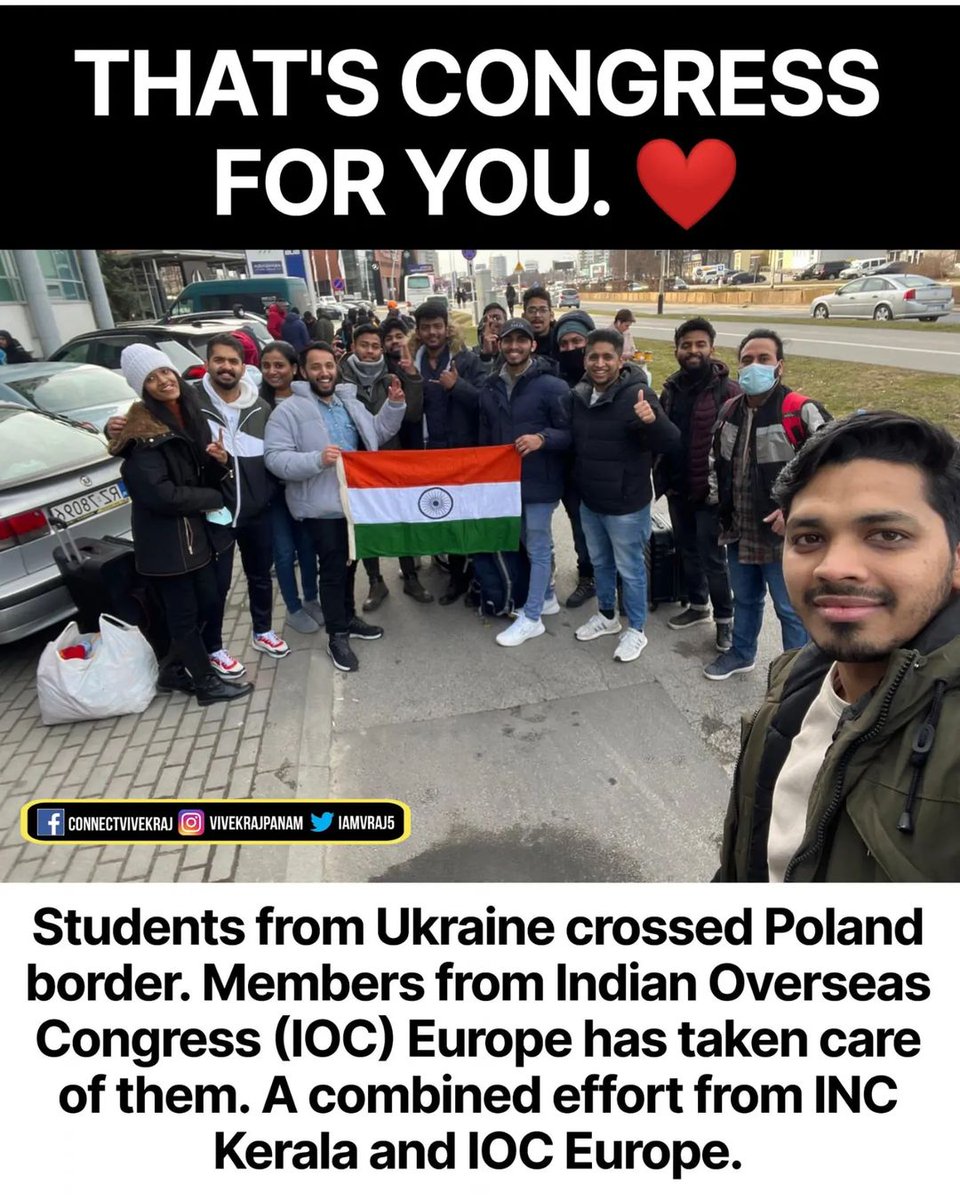 THAT'S CONGRESS
FOR YOU. ❤️
CONNECTVIVEKRAJ VIVEKRAJPANAM IAMVRAJ5
Students from Ukraine crossed Poland
border. Members from Indian Overseas
Congress (IOC) Europe has taken care
of them. A combined effort from INC
Kerala and IOC Europe.